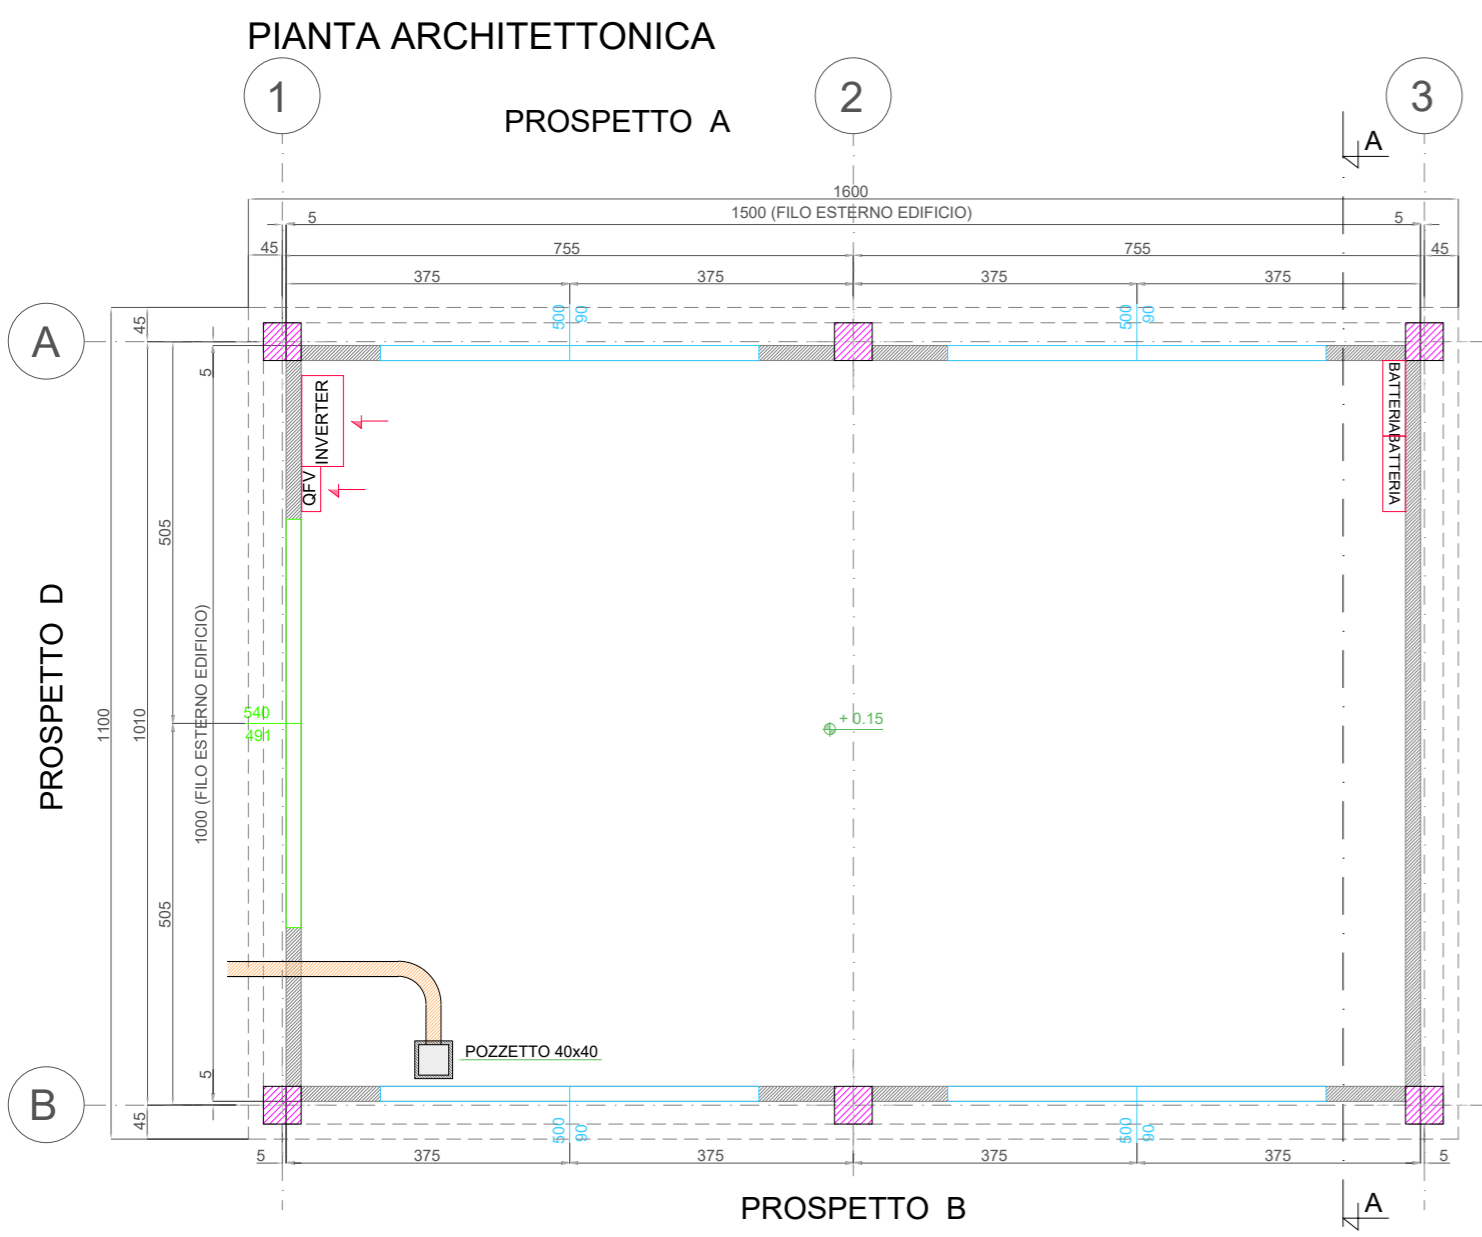 PIANTA ARCHITETTONICA
1
2
3
PROSPETTO A
A
1600
1500 (FILO ESTERNO EDIFICIO)
5
5
45
755
755
45
375
375
375
375
500
90
500
90
A
45
5
INVERTER
QFV
BATTERIA
BATTERIA
505
PROSPETTO D
1100
1010
1000 (FILO ESTERNO EDIFICIO)
540
491
+ 0.15
505
POZZETTO 40x40
5
B
45
500
90
500
90
5
375
375
375
375
5
PROSPETTO B
A